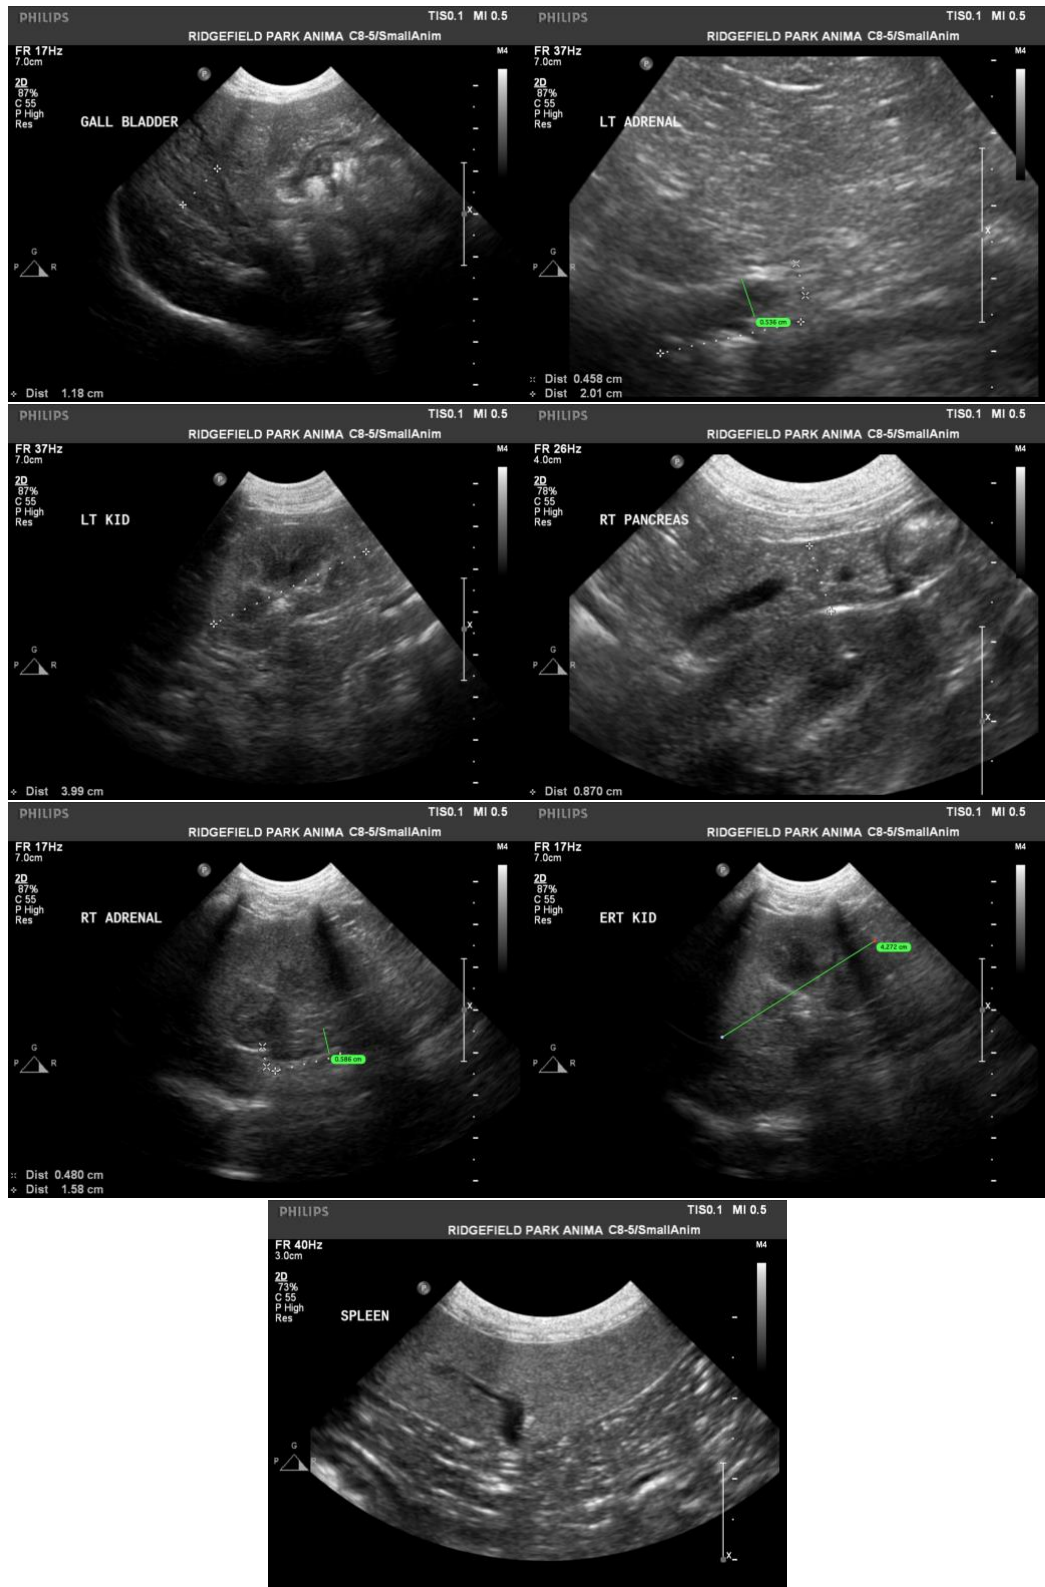 PHILIPS
TIS0.1 MI 0.5
RIDGEFIELD PARK ANIMA C8-5/SmallAnim
FR 17Hz
7.0cm
M4
2D
87%
C 55
P High
Res
P
GALL BLADDER
X
G
P R
Dist 1.18 cm
PHILIPS
TIS0.1 MI 0.5
RIDGEFIELD PARK ANIMA C8-5/SmallAnim
FR 37Hz
7.0cm
M4
2D
87%
C 55
P High
Res
P
LT ADRENAL
X
G
P R
0.536 cm
Dist 0.458 cm
Dist 2.01 cm
PHILIPS
TIS0.1 MI 0.5
RIDGEFIELD PARK ANIMA C8-5/SmallAnim
FR 37Hz
7.0cm
M4
2D
87%
C 55
P High
Res
P
LT KID
X
G
P R
Dist 3.99 cm
PHILIPS
TIS0.1 MI 0.5
RIDGEFIELD PARK ANIMA C8-5/SmallAnim
FR 26Hz
4.0cm
M4
2D
78%
C 55
P High
Res
P
RT PANCREAS
G
P R
X
Dist 0.870 cm
PHILIPS
TIS0.1 MI 0.5
RIDGEFIELD PARK ANIMA C8-5/SmallAnim
FR 17Hz
7.0cm
M4
2D
87%
C 55
P High
Res
P
RT ADRENAL
X
G
P R
0.586 cm
Dist 0.480 cm
Dist 1.58 cm
PHILIPS
TIS0.1 MI 0.5
RIDGEFIELD PARK ANIMA C8-5/SmallAnim
FR 17Hz
7.0cm
M4
2D
87%
C 55
P High
Res
P
ERT KID
4.272 cm
X
G
P R
PHILIPS
TIS0.1 MI 0.5
RIDGEFIELD PARK ANIMA C8-5/SmallAnim
FR 40Hz
3.0cm
M4
2D
73%
C 55
P High
Res
P
SPLEEN
G
P R
X